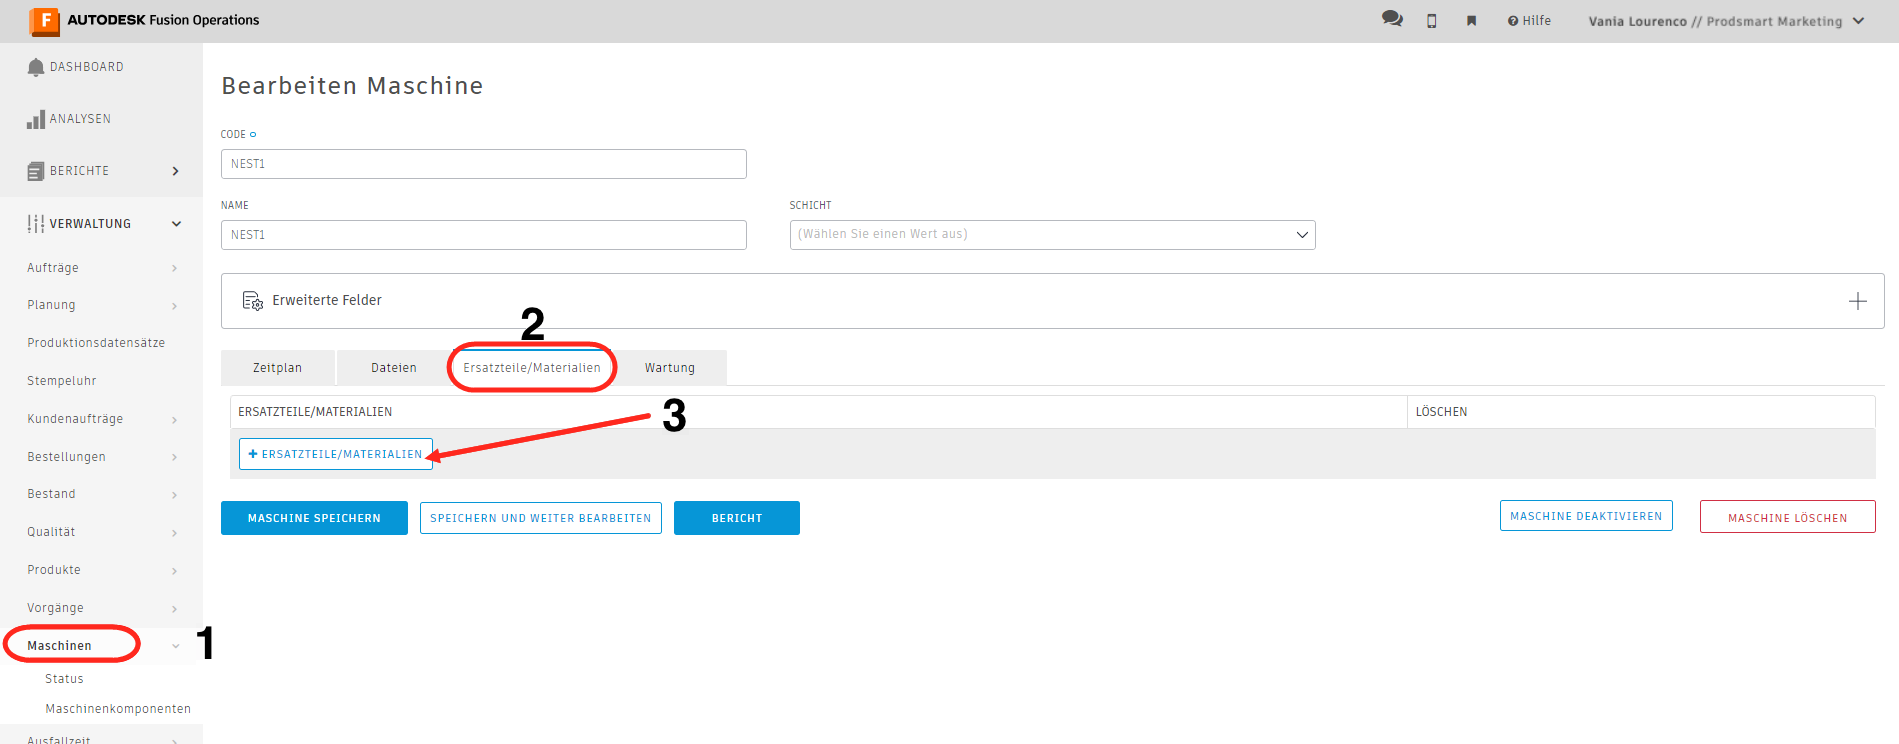 F AUTODESK Fusion Operations
Hilfe
Vania Lourenco // Prodsmart Marketing
DASHBOARD
ANALYSEN
BERICHTE
VERWALTUNG
Aufträge
Planung
Produktionsdatensätze
Stempeluhr
Kundenaufträge
Bestellungen
Bestand
Qualität
Produkte
Vorgänge
Maschinen
1
Status
Maschinenkomponenten
Ausfallzeit
Bearbeiten Maschine
CODE
NEST1
NAME
NEST1
SCHICHT
(Wählen Sie einen Wert aus)
Erweiterte Felder
2
Zeitplan
Dateien
Ersatzteile/Materialien
Wartung
ERSATZTEILE/MATERIALIEN
LÖSCHEN
3
+ ERSATZTEILE/MATERIALIEN
MASCHINE SPEICHERN
SPEICHERN UND WEITER BEARBEITEN
BERICHT
MASCHINE DEAKTIVIEREN
MASCHINE LÖSCHEN